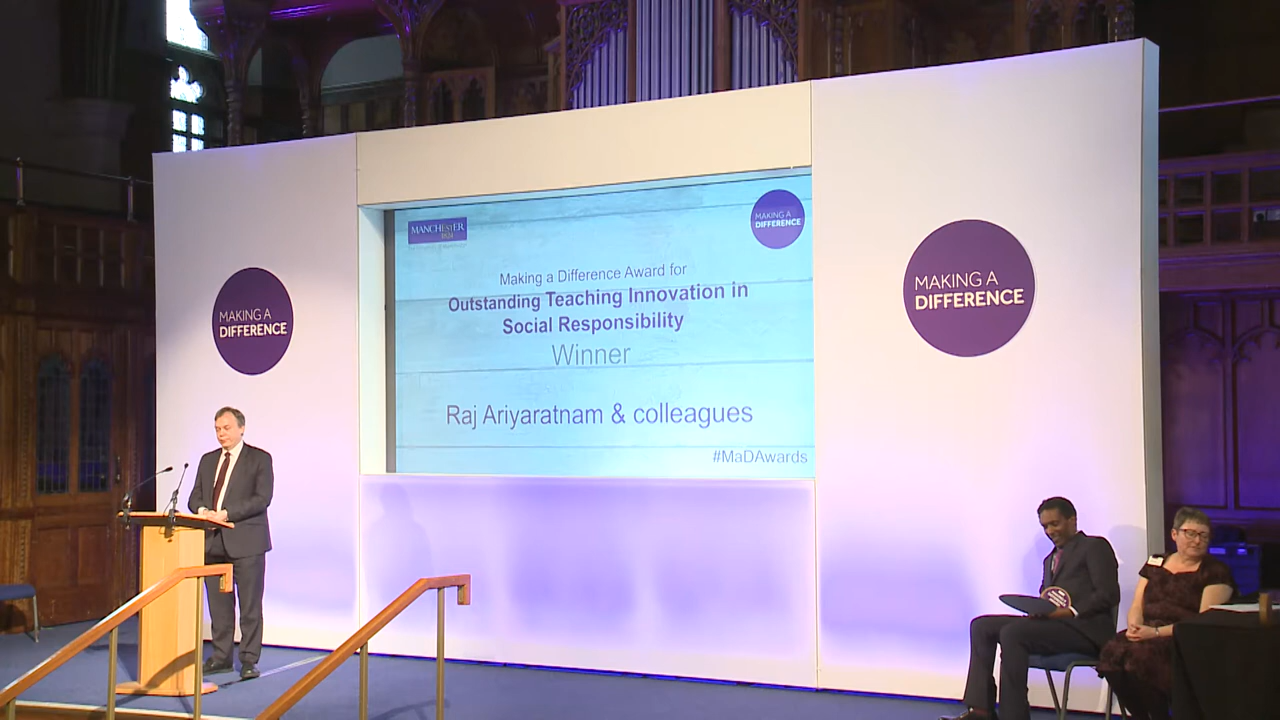 MANCHESTER
1824
MAKING A
DIFFERENCE
Making a Difference Award for
Outstanding Teaching Innovation in
Social Responsibility
Winner
Raj Ariyaratnam & colleagues
#MaDAwards
MAKING A
DIFFERENCE
MAKING A
DIFFERENCE